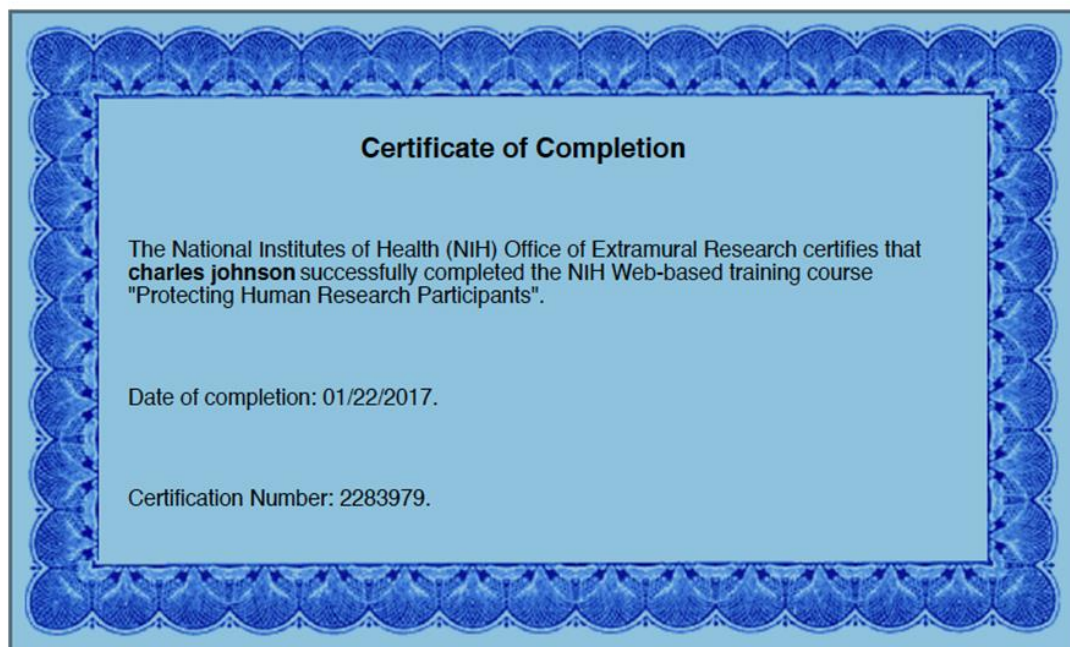 Certificate of Completion
The National Institutes of Health (NIH) Office of Extramural Research certifies that
charles johnson successfully completed the NIH Web-based training course
"Protecting Human Research Participants".
Date of completion: 01/22/2017.
Certification Number: 2283979.